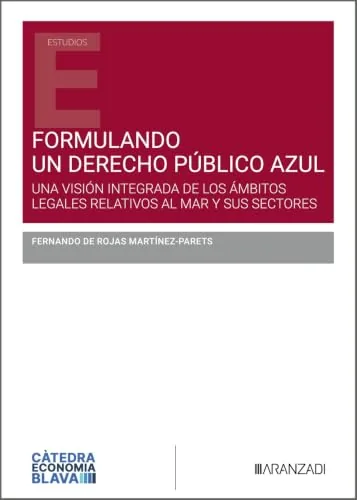 ESTUDIOS
E
FORMULANDO
UN DERECHO PÚBLICO AZUL
UNA VISIÓN INTEGRADA DE LOS ÁMBITOS
LEGALES RELATIVOS AL MAR Y SUS SECTORES
FERNANDO DE ROJAS MARTÍNEZ-PARETS
CÀTEDRA
ECONOMIA
BLAVA
ARANZADI